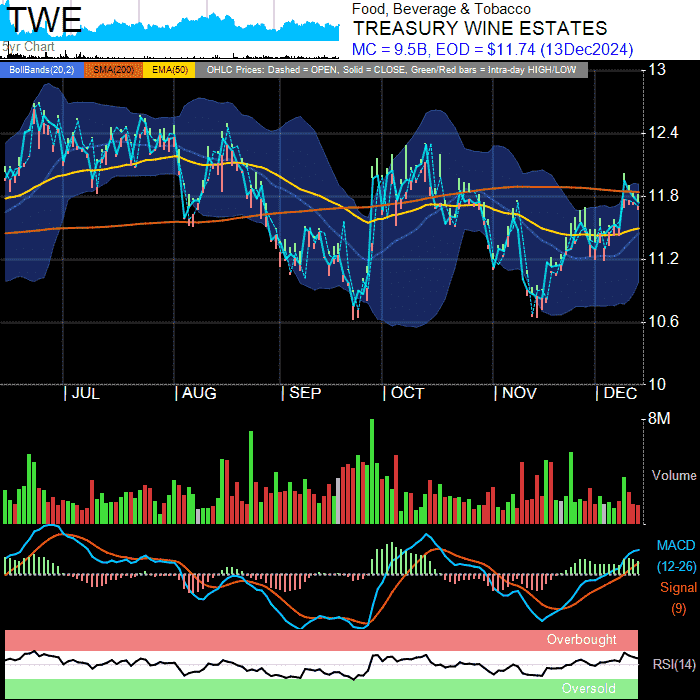 TWE
5yr Chart
Food, Beverage & Tobacco
TREASURY WINE ESTATES
MC = 9.5B, EOD = $11.74 (13Dec2024)
BollBands(20,2) SMA(200) EMA(50) OHLC Prices: Dashed = OPEN, Solid = CLOSE, Green/Red bars = Intra-day HIGH/LOW
13
12.4
11.8
11.2
10.6
10
| JUL | AUG | SEP | OCT | NOV | DEC
8M
Volume
MACD
(12-26)
Signal
(9)
Overbought
RSI(14)
Oversold